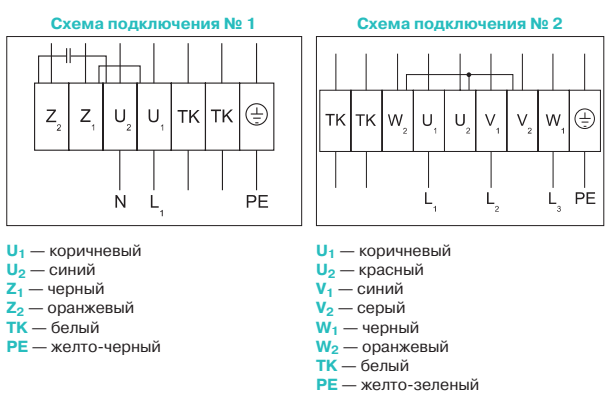 Схема подключения № 1
Z2 Z1 U2 U1 TK TK
N L1 PE
U1 — коричневый
U2 — синий
Z1 — черный
Z2 — оранжевый
TK — белый
PE — желто-черный
Схема подключения № 2
TK TK W2 U1 U2 V1 V2 W1
L1 L2 L3 PE
U1 — коричневый
U2 — красный
V1 — синий
V2 — серый
W1 — черный
W2 — оранжевый
TK — белый
PE — желто-зеленый